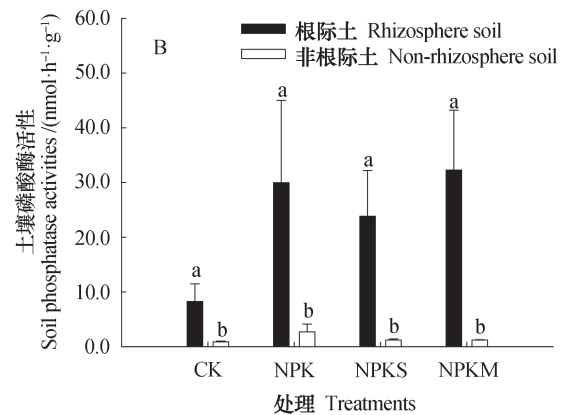 B
根际土 Rhizosphere soil
非根际土 Non-rhizosphere soil
土壤磷酸酶活性
Soil phosphatase activities /(nmol·h⁻¹·g⁻¹)
60.0
50.0
40.0
30.0
20.0
10.0
0.0
a
b
a
b
a
b
a
b
CK NPK NPKS NPKM
处理 Treatments